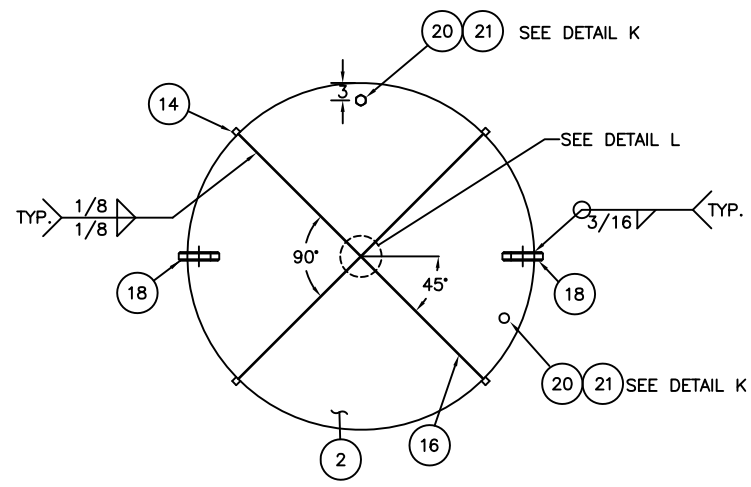 20 21 SEE DETAIL K
3
14
SEE DETAIL L
TYP. 1/8
1/8
3/16 TYP.
90°
45°
18
18
20 21 SEE DETAIL K
16
2